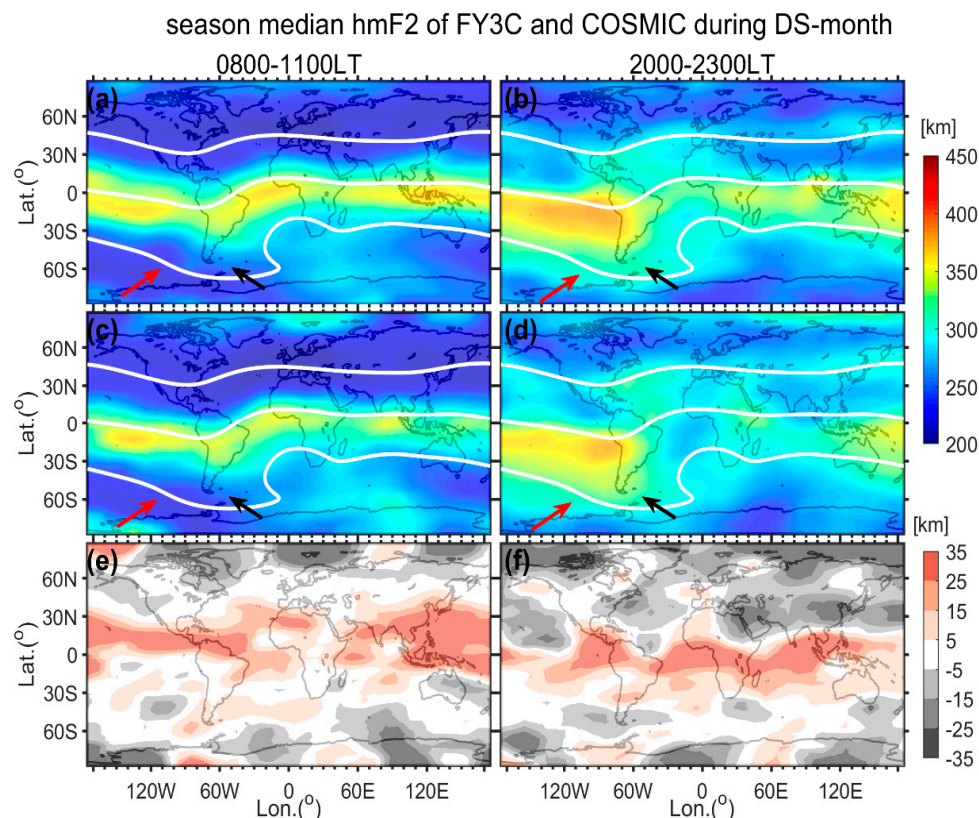 season median hmF2 of FY3C and COSMIC during DS-month
0800-1100LT 2000-2300LT
(a) (b)
[km]
60N
30N
0
30S
60S
Lat.(°)
450
400
350
300
250
200
(c) (d)
60N
30N
0
30S
60S
Lat.(°)
[km]
(e) (f)
60N
30N
0
30S
60S
Lat.(°)
35
25
15
5
-5
-15
-25
-35
120W 60W 0 60E 120E 120W 60W 0 60E 120E
Lon.(°) Lon.(°)